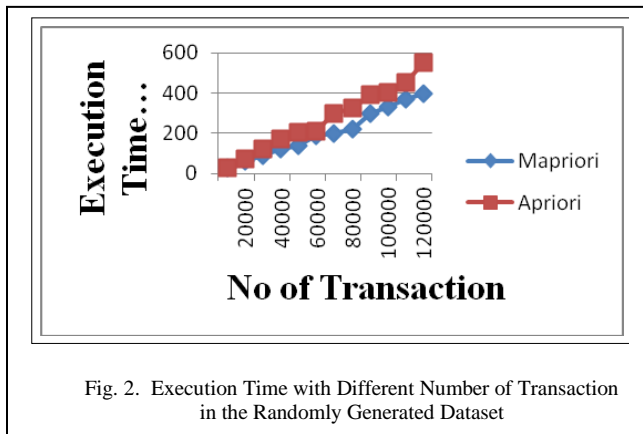 600
400
200
0
Execution
Time...
20000
40000
60000
80000
100000
120000
No of Transaction
Mapriori
Apriori
Fig. 2. Execution Time with Different Number of Transaction
in the Randomly Generated Dataset